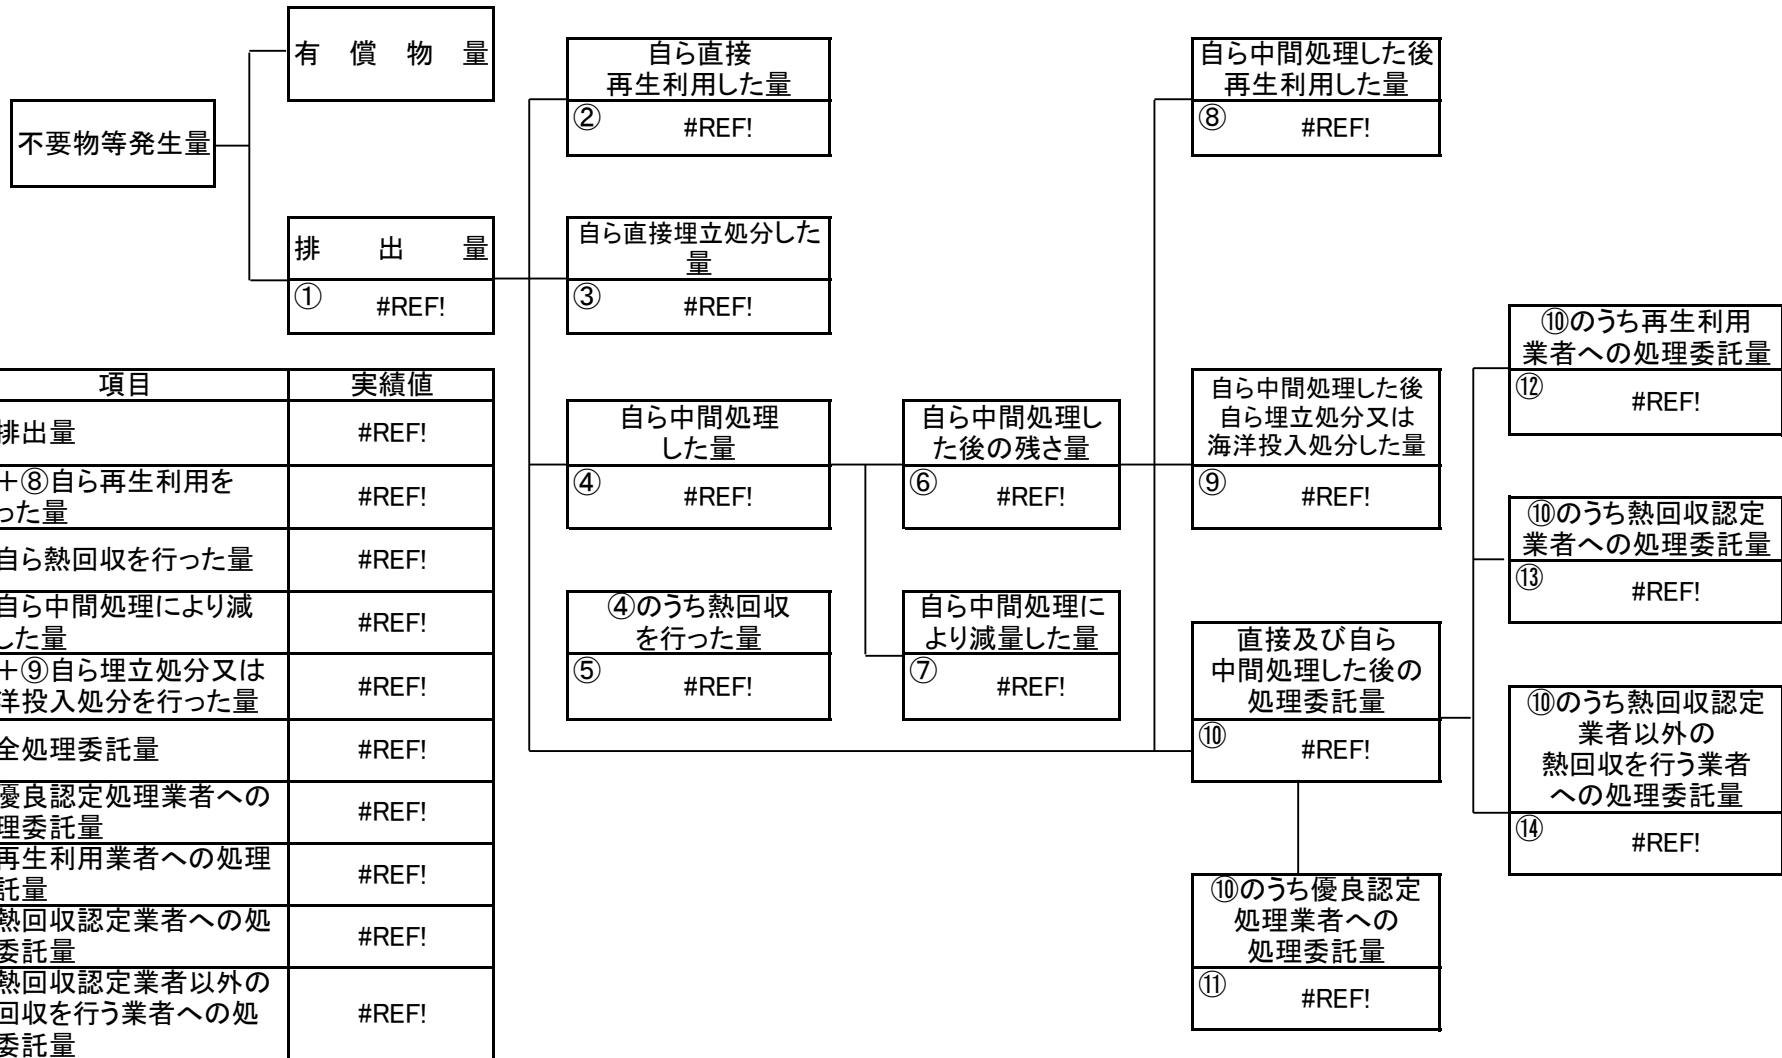 有償物量
不要物等発生量
排出量
①
#REF!
自ら直接
再生利用した量
②
#REF!
自ら直接埋立処分した
量
③
#REF!
自ら中間処理
した量
④
#REF!
④のうち熱回収
を行った量
⑤
#REF!
自ら中間処理し
た後の残さ量
⑥
#REF!
自ら中間処理に
より減量した量
⑦
#REF!
自ら中間処理した後
再生利用した量
⑧
#REF!
自ら中間処理した後
自ら埋立処分又は
海洋投入処分した量
⑨
#REF!
直接及び自ら
中間処理した後の
処理委託量
⑩
#REF!
⑩のうち優良認定
処理業者への
処理委託量
⑪
#REF!
⑩のうち再生利用
業者への処理委託量
⑫
#REF!
⑩のうち熱回収認定
業者への処理委託量
⑬
#REF!
⑩のうち熱回収認定
業者以外の
熱回収を行う業者
への処理委託量
⑭
#REF!
項目 実績値
排出量
#REF!
+⑧自ら再生利用を
った量
#REF!
自ら熱回収を行った量
#REF!
自ら中間処理により減
した量
#REF!
+⑨自ら埋立処分又は
洋投入処分を行った量
#REF!
全処理委託量
#REF!
優良認定処理業者への
理委託量
#REF!
再生利用業者への処理
託量
#REF!
熱回収認定業者への処
委託量
#REF!
熱回収認定業者以外の
回収を行う業者への処
委託量
#REF!